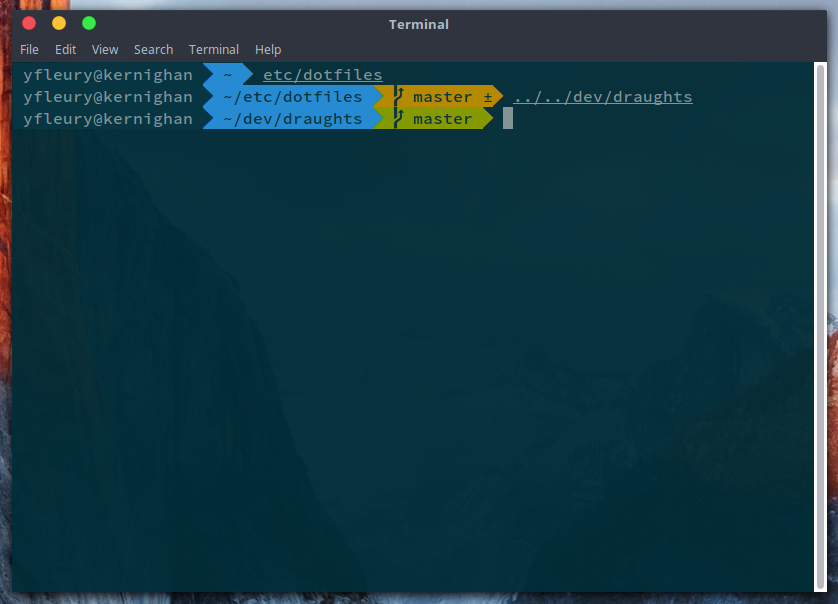 Terminal
File Edit View Search Terminal Help
yfleury@kernighan ~ etc/dotfiles
yfleury@kernighan ~/etc/dotfiles master ± ../../dev/draughts
yfleury@kernighan ~/dev/draughts master